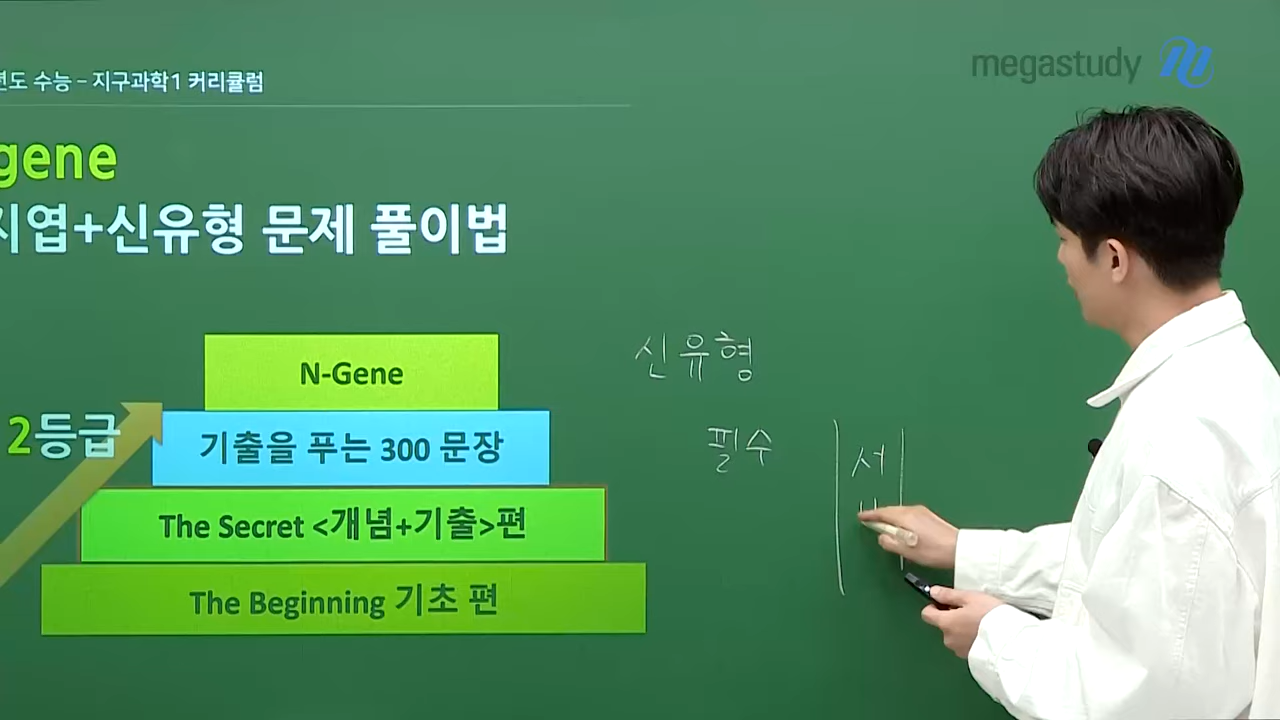 megastudy
년도 수능 – 지구과학1 커리큘럼
gene
지엽+신유형 문제 풀이법
N-Gene
2등급
기출을 푸는 300 문장
The Secret <개념+기출>편
The Beginning 기초 편
신유형
필수
서